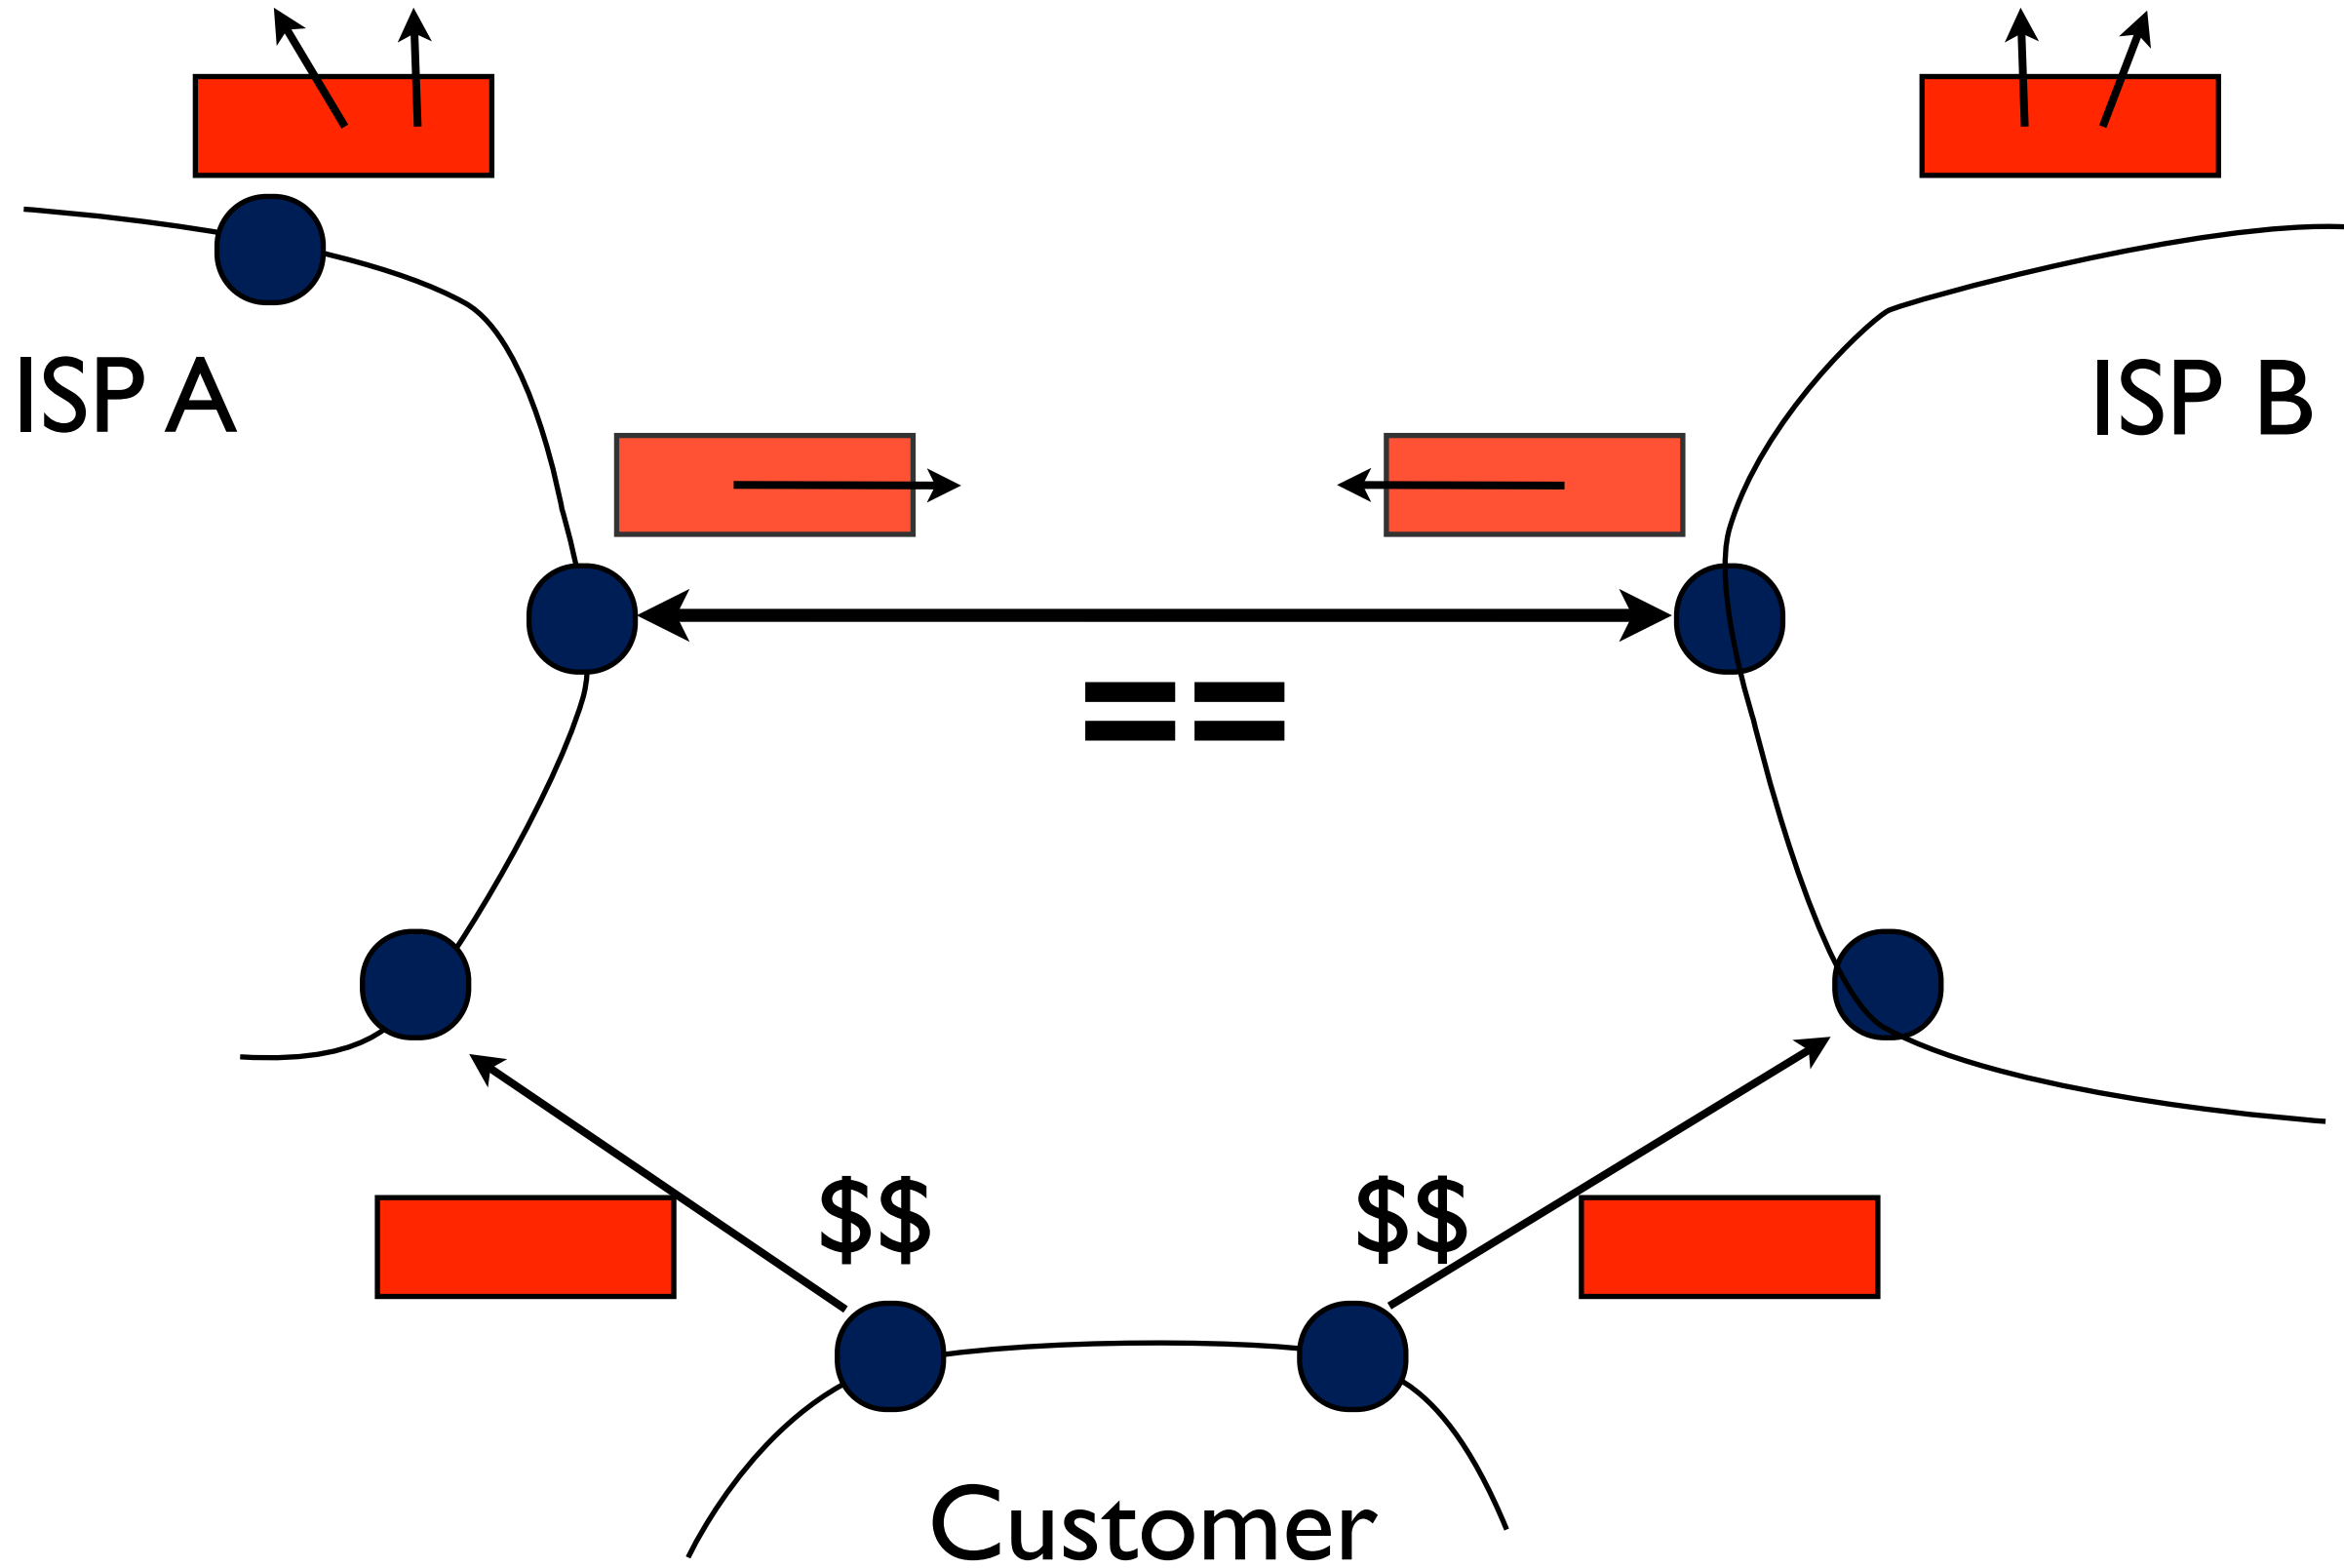 ISP A
ISP B
==
$$
$$
Customer